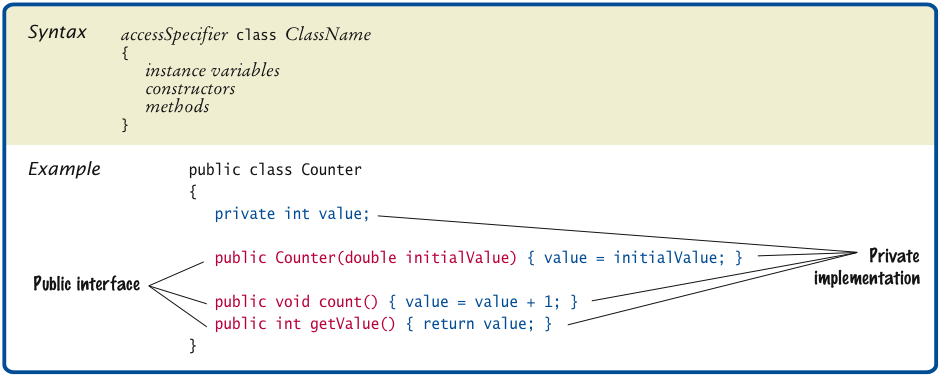 Syntax accessSpecifier class ClassName
{
instance variables
constructors
methods
}
Example public class Counter
{
private int value;
public Counter(double initialValue) { value = initialValue; }
Private
implementation
Public interface
public void count() { value = value + 1; }
public int getValue() { return value; }
}